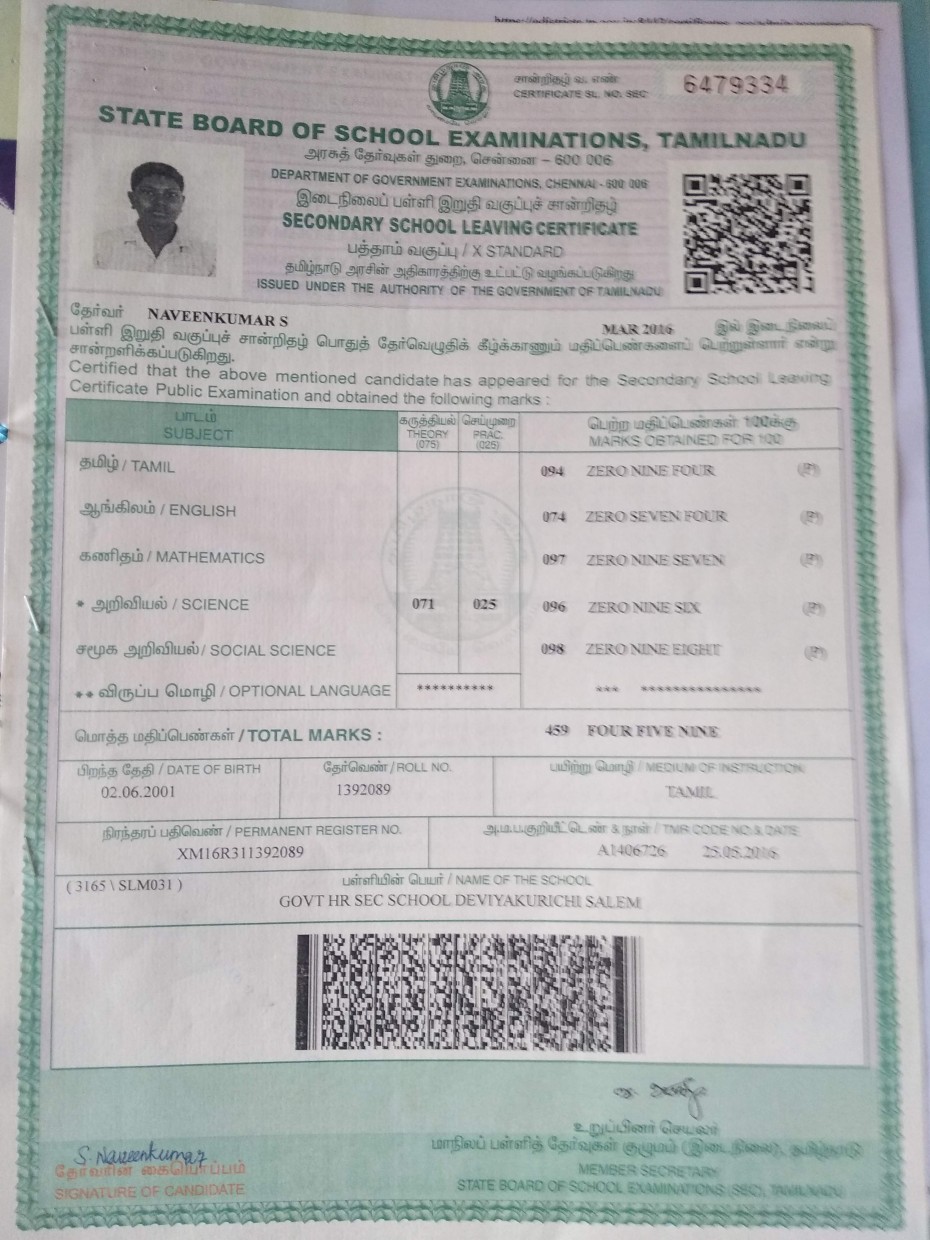 சான்றிதழ் வ. எண்
CERTIFICATE SL. NO. SEC 6479334
STATE BOARD OF SCHOOL EXAMINATIONS, TAMILNADU
அரசுத் தேர்வுகள் துறை, சென்னை – 600 006
DEPARTMENT OF GOVERNMENT EXAMINATIONS, CHENNAI - 600 006
இடைநிலைப் பள்ளி இறுதி வகுப்புச் சான்றிதழ்
SECONDARY SCHOOL LEAVING CERTIFICATE
பத்தாம் வகுப்பு / X STANDARD
தமிழ்நாடு அரசின் அதிகாரத்திற்கு உட்பட்டு வழங்கப்படுகிறது
ISSUED UNDER THE AUTHORITY OF THE GOVERNMENT OF TAMILNADU
தேர்வர் NAVEENKUMAR S MAR 2016 இல் இடைநிலைப்
பள்ளி இறுதி வகுப்புச் சான்றிதழ் பொதுத் தேர்வெழுதிக் கீழ்க்காணும் மதிப்பெண்களைப் பெற்றுள்ளார் என்று
சான்றளிக்கப்படுகிறது.
Certified that the above mentioned candidate has appeared for the Secondary School Leaving
Certificate Public Examination and obtained the following marks :
பாடம் கருத்தியல் செய்முறை பெற்ற மதிப்பெண்கள் 100க்கு
SUBJECT THEORY PRAC. MARKS OBTAINED FOR 100
(075) (025)
தமிழ் / TAMIL 094 ZERO NINE FOUR (P)
ஆங்கிலம் / ENGLISH 074 ZERO SEVEN FOUR (P)
கணிதம் / MATHEMATICS 097 ZERO NINE SEVEN (P)
* அறிவியல் / SCIENCE 071 025 096 ZERO NINE SIX (P)
சமூக அறிவியல் / SOCIAL SCIENCE 098 ZERO NINE EIGHT (P)
** விருப்ப மொழி / OPTIONAL LANGUAGE ********** *** ***************
மொத்த மதிப்பெண்கள் / TOTAL MARKS : 459 FOUR FIVE NINE
பிறந்த தேதி / DATE OF BIRTH தேர்வெண் / ROLL NO. பயிற்று மொழி / MEDIUM OF INSTRUCTION
02.06.2001 1392089 TAMIL
நிரந்தரப் பதிவெண் / PERMANENT REGISTER NO. அ.ம.ப.குறியீட்டெண் & நாள் / TMR CODE NO & DATE
XM16R311392089 A1406726 25.05.2016
( 3165 \ SLM031 ) பள்ளியின் பெயர் / NAME OF THE SCHOOL
GOVT HR SEC SCHOOL DEVIYAKURICHI SALEM
உறுப்பினர் செயலர்
S. Naveenkumar மாநிலப் பள்ளித் தேர்வுகள் குழுமம் (இடைநிலை), தமிழ்நாடு
தேர்வரின் கையொப்பம் MEMBER SECRETARY
SIGNATURE OF CANDIDATE STATE BOARD OF SCHOOL EXAMINATIONS (SEC), TAMILNADU